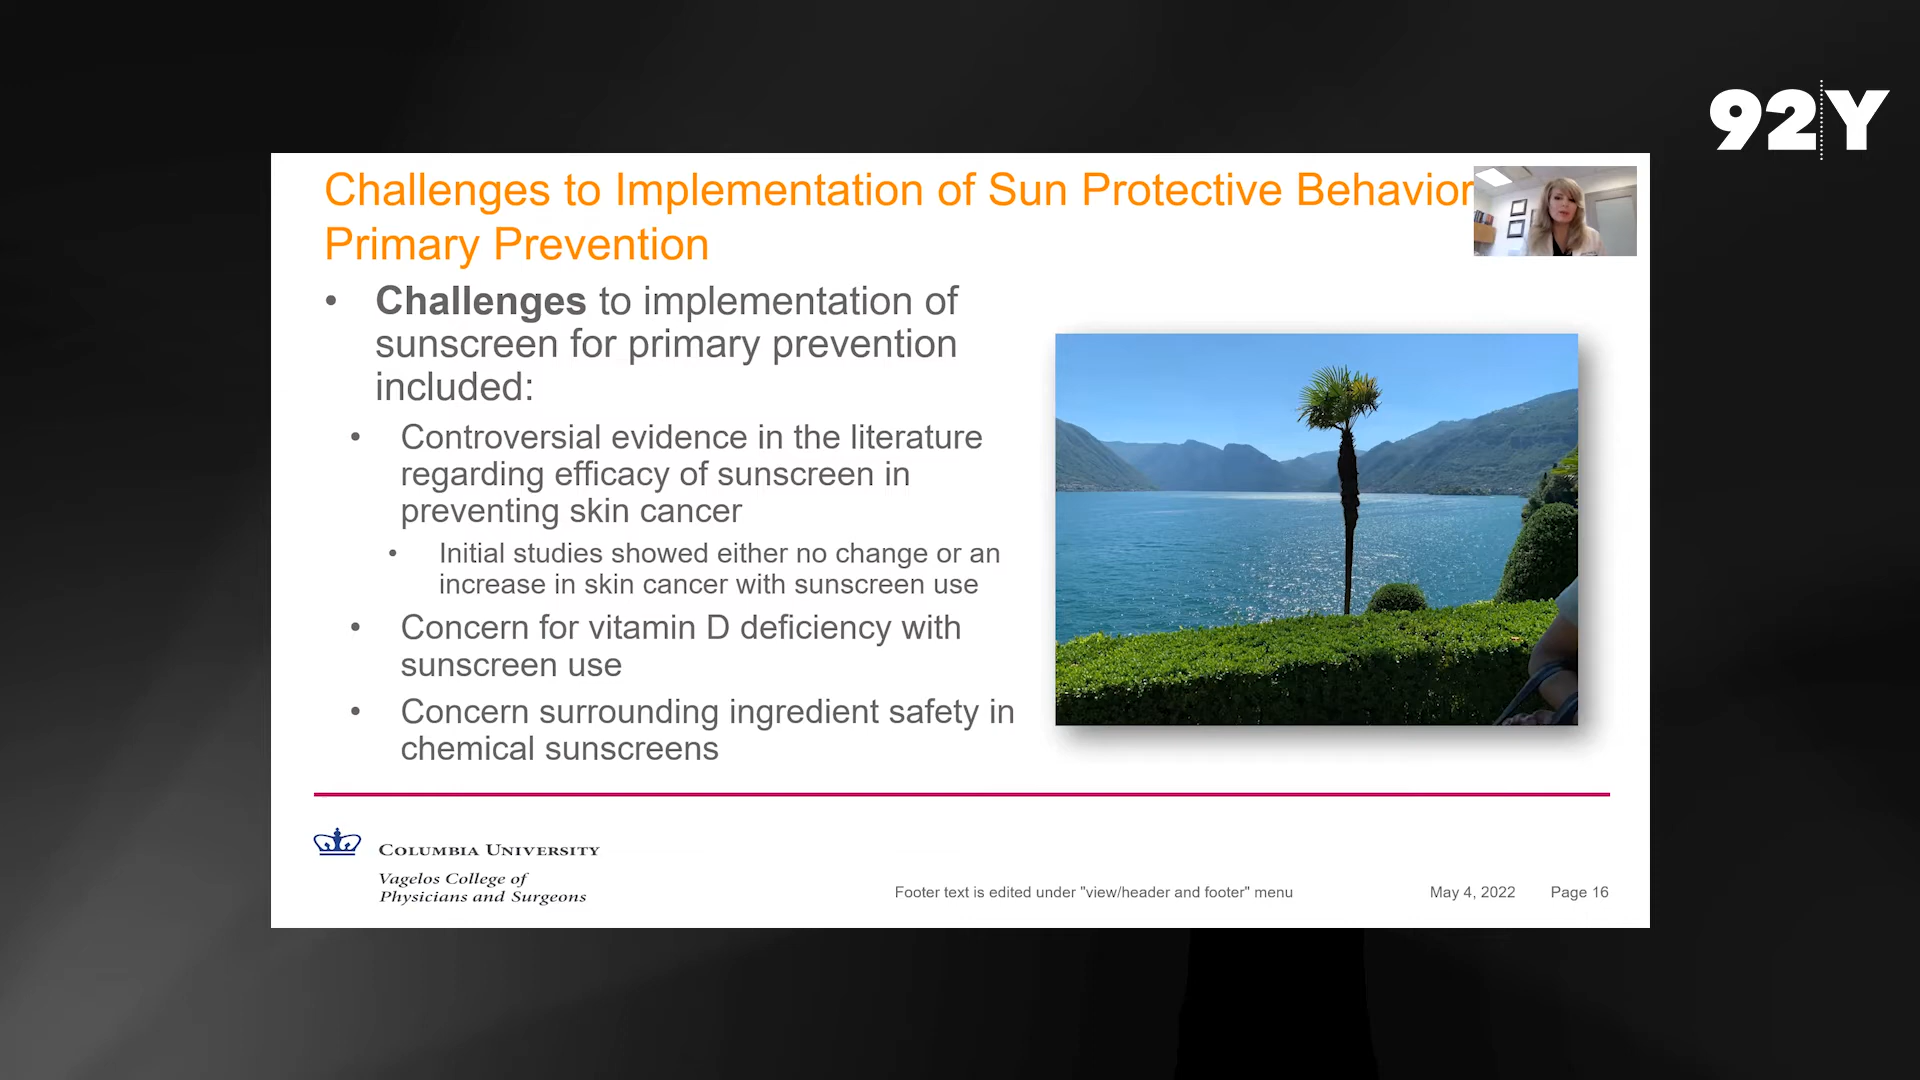 92Y
Challenges to Implementation of Sun Protective Behavior
Primary Prevention
• Challenges to implementation of
sunscreen for primary prevention
included:
• Controversial evidence in the literature
regarding efficacy of sunscreen in
preventing skin cancer
• Initial studies showed either no change or an
increase in skin cancer with sunscreen use
• Concern for vitamin D deficiency with
sunscreen use
• Concern surrounding ingredient safety in
chemical sunscreens
COLUMBIA UNIVERSITY
Vagelos College of
Physicians and Surgeons
Footer text is edited under "view/header and footer" menu
May 4, 2022
Page 16